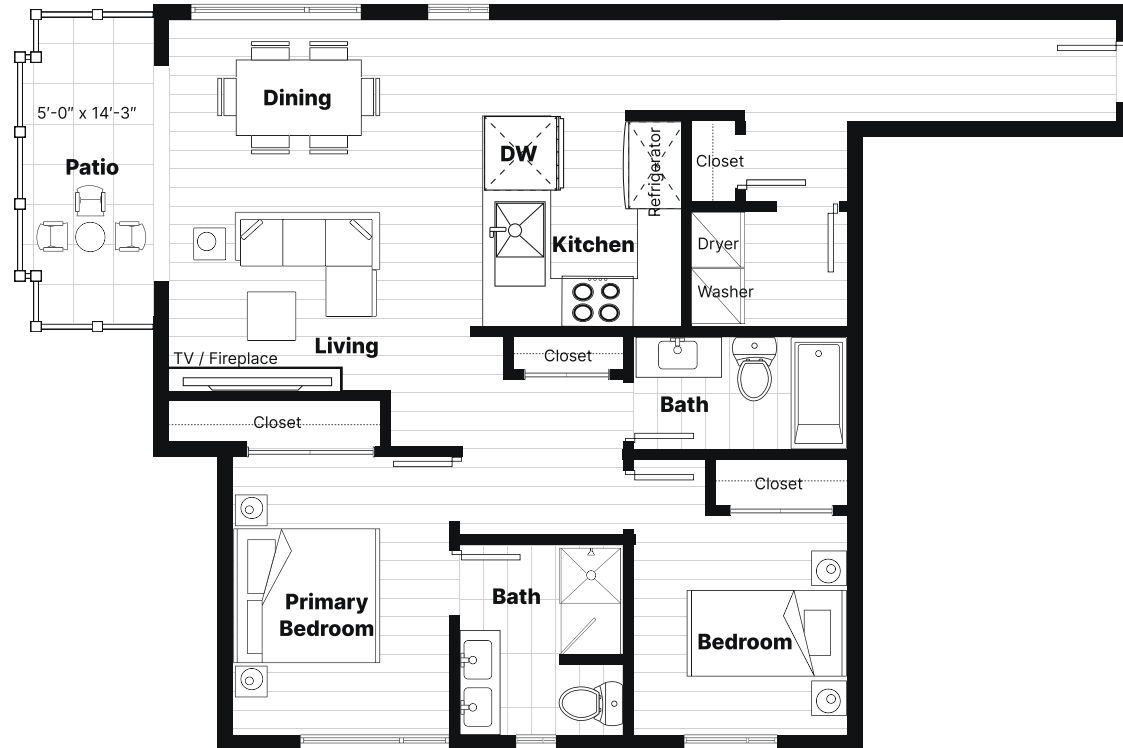 Dining
5'-0" x 14'-3"
Patio
DW
Refrigerator
Closet
Kitchen
Dryer
Washer
Living
TV / Fireplace
Closet
Bath
Closet
Closet
Primary
Bedroom
Bath
Bedroom